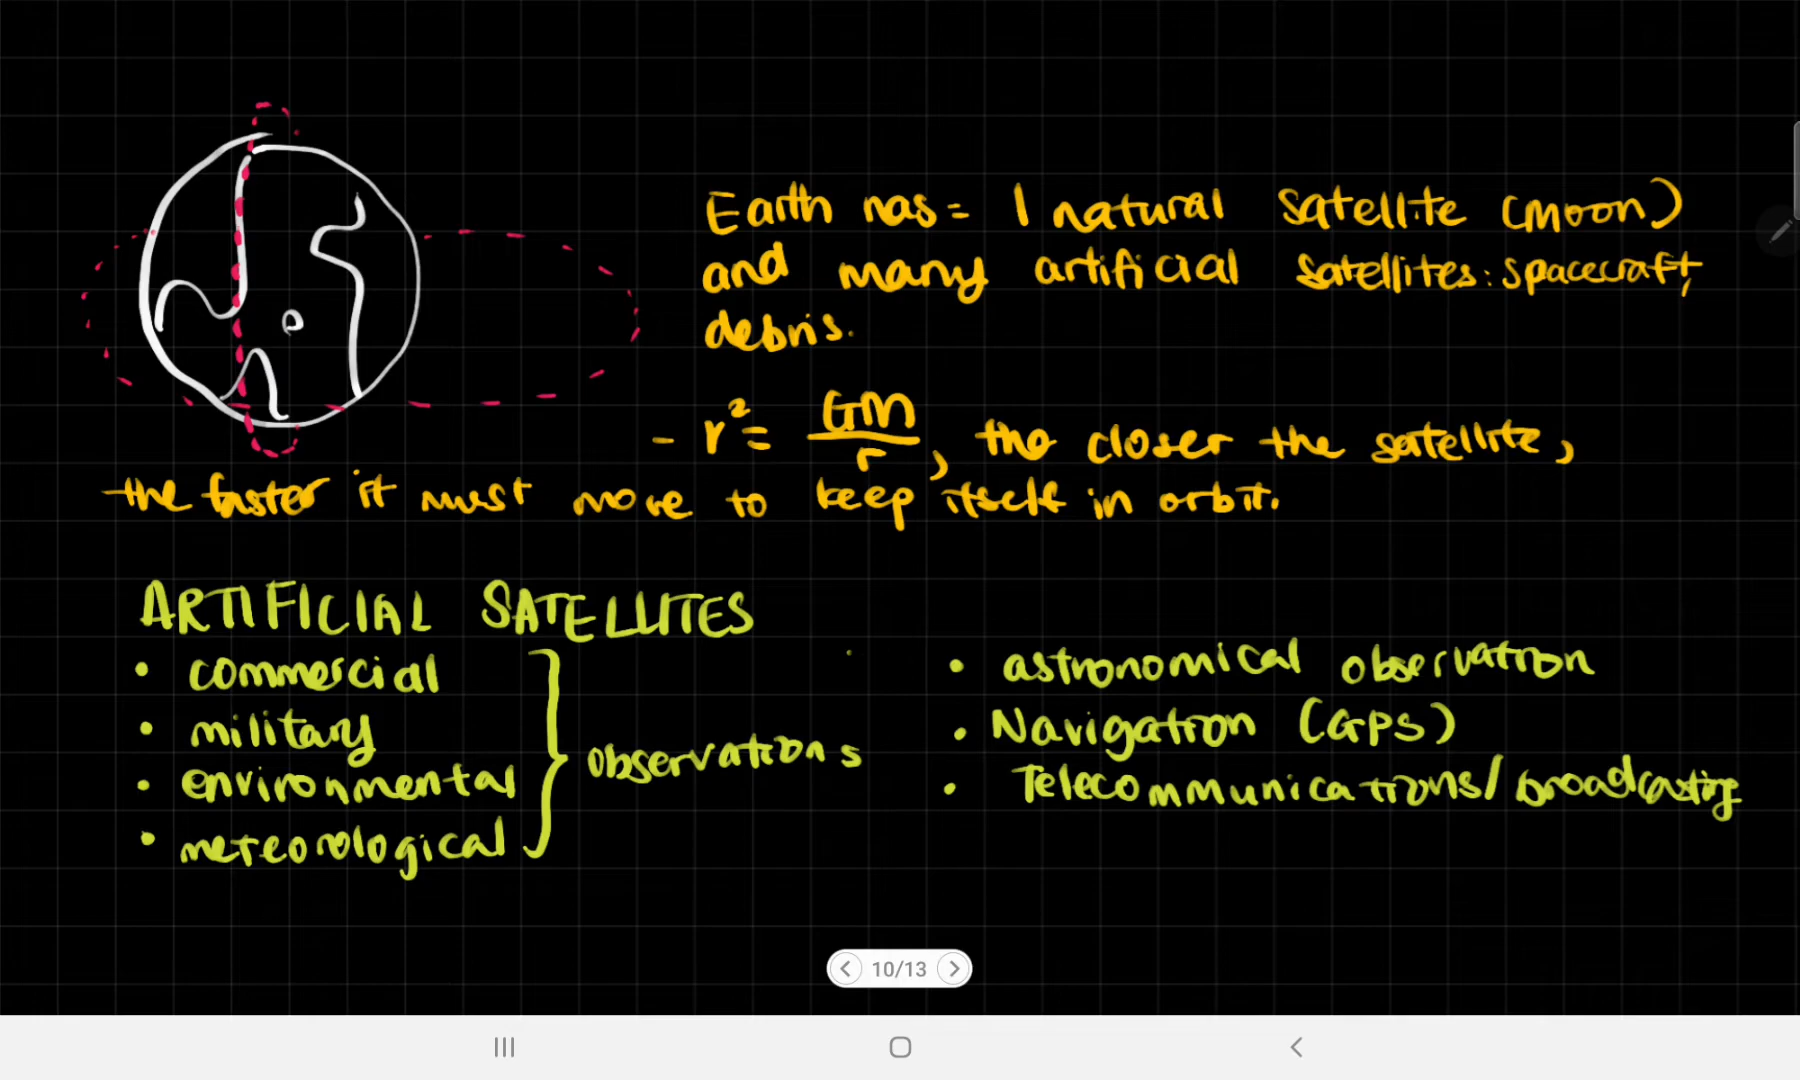 Earth has = 1 natural satellite (Moon)
and many artificial satellites: spacecraft,
debris.
- r² = GM/r, the closer the satellite,
the faster it must move to keep itself in orbit.
ARTIFICIAL SATELLITES
• commercial
• military
• environmental
• meteorological
observations
• astronomical observation
• Navigation (GPS)
• Telecommunications/broadcasting
10/13